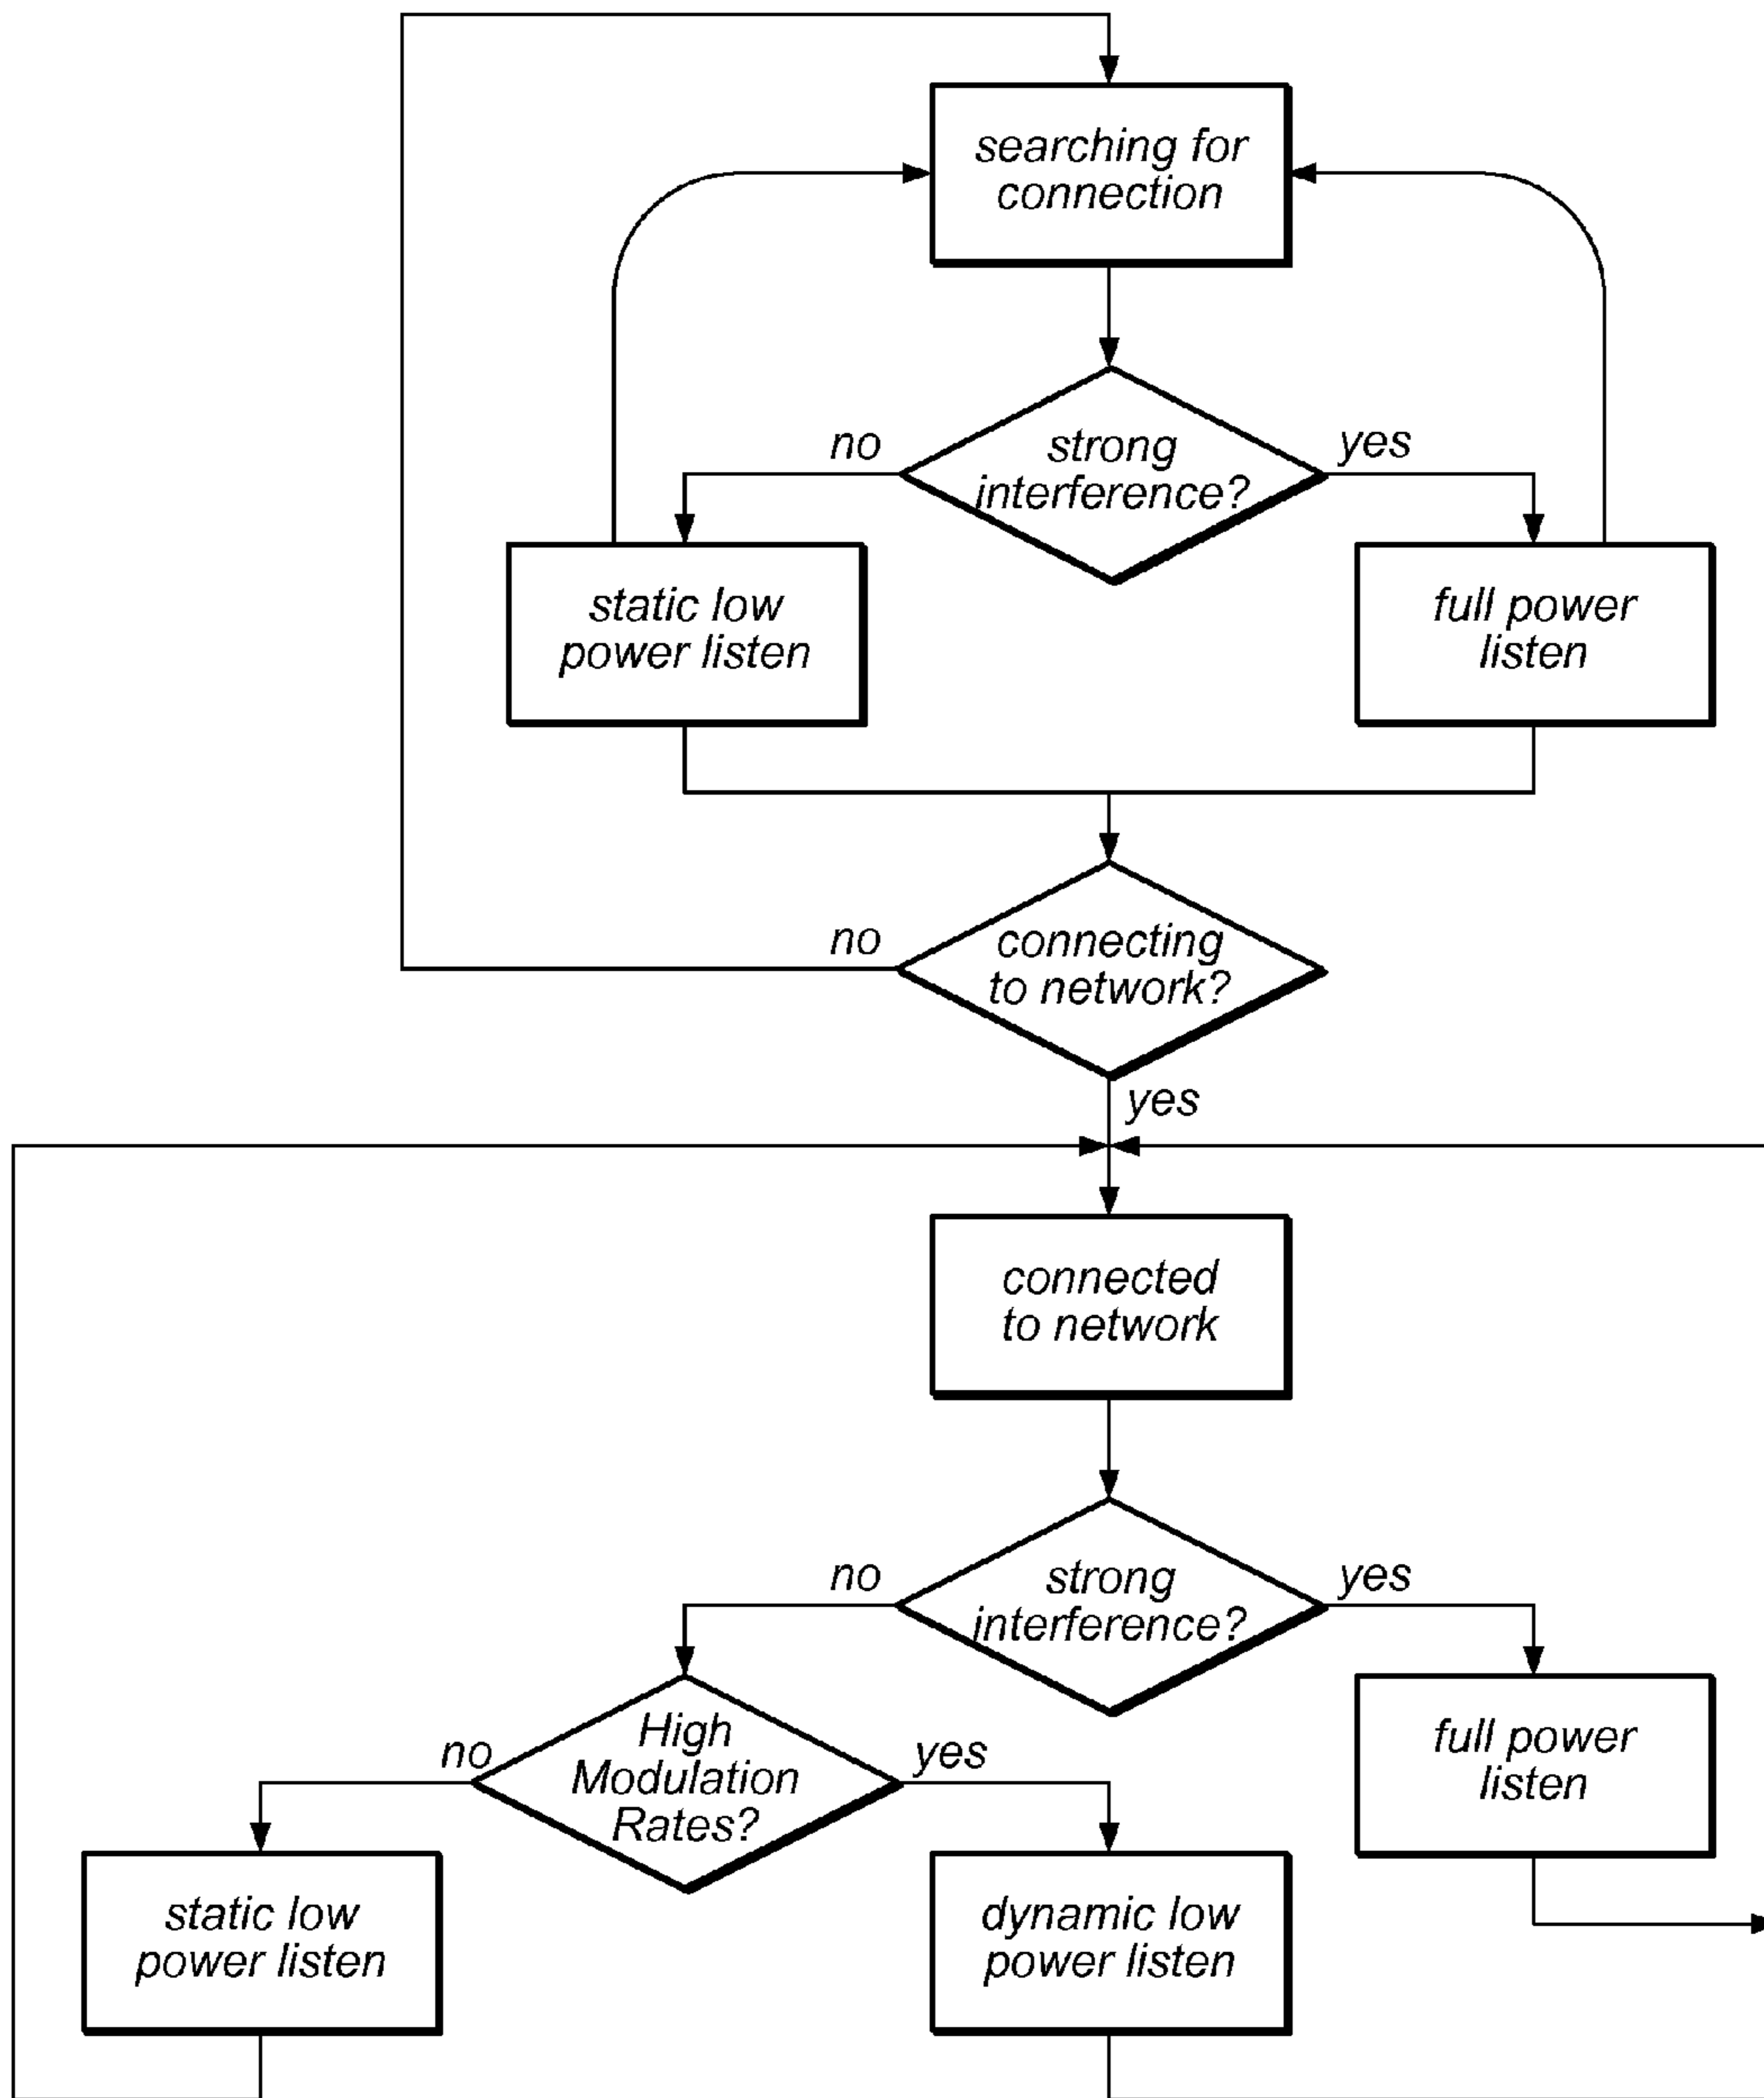 searching for
connection
no
strong
interference?
yes
static low
power listen
full power
listen
no
connecting
to network?
yes
connected
to network
no
strong
interference?
yes
no
High
Modulation
Rates?
yes
full power
listen
static low
power listen
dynamic low
power listen